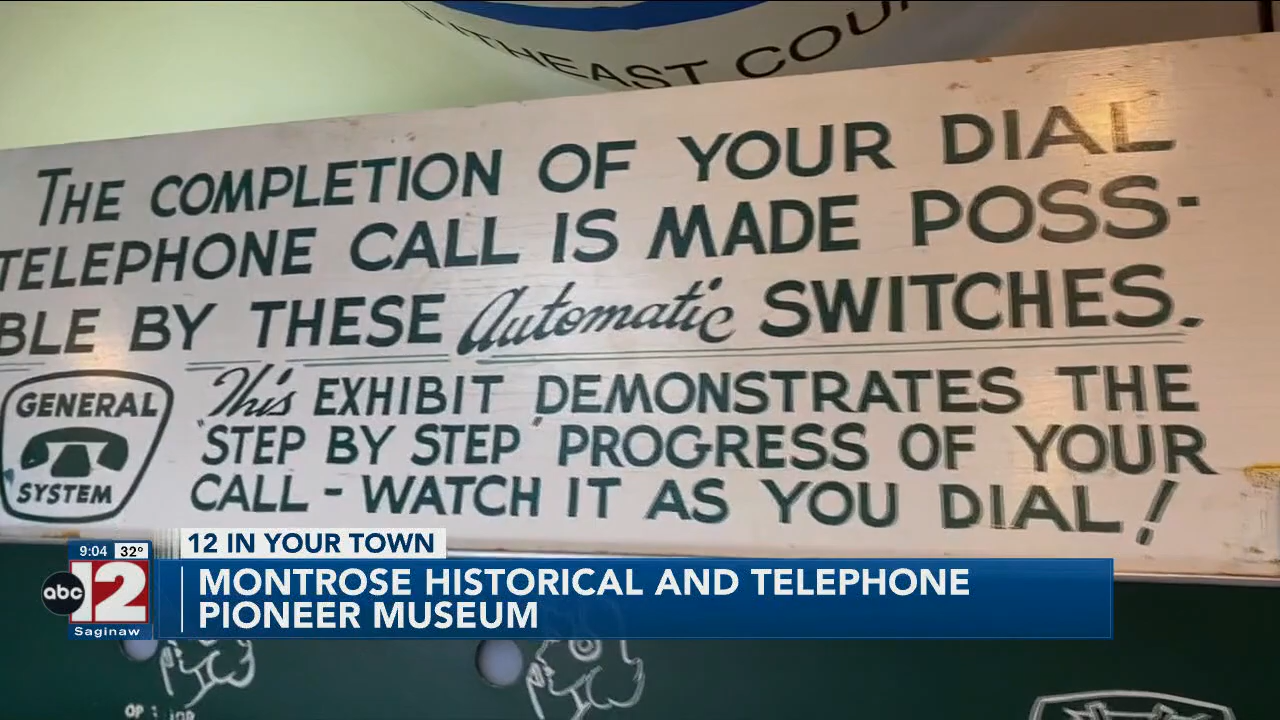 THEAST COU
THE COMPLETION OF YOUR DIAL
TELEPHONE CALL IS MADE POSS-
BLE BY THESE Automatic SWITCHES.
GENERAL
SYSTEM
This EXHIBIT DEMONSTRATES THE
"STEP BY STEP" PROGRESS OF YOUR
CALL - WATCH IT AS YOU DIAL!
12 IN YOUR TOWN
9:04 32°
abc 12
Saginaw
MONTROSE HISTORICAL AND TELEPHONE
PIONEER MUSEUM